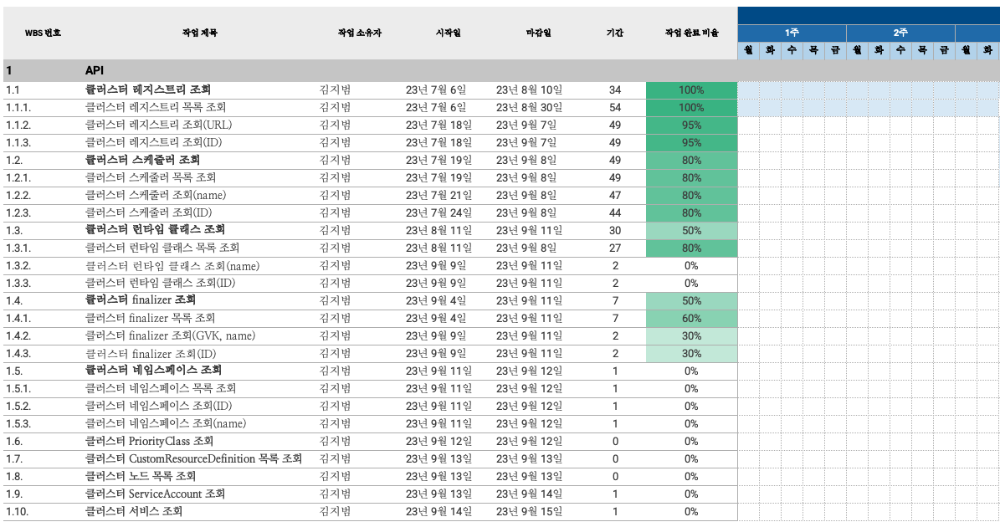 WBS 번호 작업 제목 작업 소유자 시작일 마감일 기간 작업 완료 비율 1주 2주
월 화 수 목 금 월 화 수 목 금 월 화
1 API
1.1 클러스터 레지스트리 조회 김지범 23년 7월 6일 23년 8월 10일 34 100%
1.1.1. 클러스터 레지스트리 목록 조회 김지범 23년 7월 6일 23년 8월 30일 54 100%
1.1.2. 클러스터 레지스트리 조회(URL) 김지범 23년 7월 18일 23년 9월 7일 49 95%
1.1.3. 클러스터 레지스트리 조회(ID) 김지범 23년 7월 18일 23년 9월 7일 49 95%
1.2. 클러스터 스케줄러 조회 김지범 23년 7월 19일 23년 9월 8일 49 80%
1.2.1. 클러스터 스케줄러 목록 조회 김지범 23년 7월 19일 23년 9월 8일 49 80%
1.2.2. 클러스터 스케줄러 조회(name) 김지범 23년 7월 21일 23년 9월 8일 47 80%
1.2.3. 클러스터 스케줄러 조회(ID) 김지범 23년 7월 24일 23년 9월 8일 44 80%
1.3. 클러스터 런타임 클래스 조회 김지범 23년 8월 11일 23년 9월 11일 30 50%
1.3.1. 클러스터 런타임 클래스 목록 조회 김지범 23년 8월 11일 23년 9월 8일 27 80%
1.3.2. 클러스터 런타임 클래스 조회(name) 김지범 23년 9월 9일 23년 9월 11일 2 0%
1.3.3. 클러스터 런타임 클래스 조회(ID) 김지범 23년 9월 9일 23년 9월 11일 2 0%
1.4. 클러스터 finalizer 조회 김지범 23년 9월 4일 23년 9월 11일 7 50%
1.4.1. 클러스터 finalizer 목록 조회 김지범 23년 9월 4일 23년 9월 11일 7 60%
1.4.2. 클러스터 finalizer 조회(GVK, name) 김지범 23년 9월 9일 23년 9월 11일 2 30%
1.4.3. 클러스터 finalizer 조회(ID) 김지범 23년 9월 9일 23년 9월 11일 2 30%
1.5. 클러스터 네임스페이스 조회 김지범 23년 9월 11일 23년 9월 12일 1 0%
1.5.1. 클러스터 네임스페이스 목록 조회 김지범 23년 9월 11일 23년 9월 12일 1 0%
1.5.2. 클러스터 네임스페이스 조회(ID) 김지범 23년 9월 11일 23년 9월 12일 1 0%
1.5.3. 클러스터 네임스페이스 조회(name) 김지범 23년 9월 11일 23년 9월 12일 1 0%
1.6. 클러스터 PriorityClass 조회 김지범 23년 9월 12일 23년 9월 12일 0 0%
1.7. 클러스터 CustomResourceDefinition 목록 조회 김지범 23년 9월 13일 23년 9월 13일 0 0%
1.8. 클러스터 노드 목록 조회 김지범 23년 9월 13일 23년 9월 13일 0 0%
1.9. 클러스터 ServiceAccount 조회 김지범 23년 9월 13일 23년 9월 14일 1 0%
1.10. 클러스터 서비스 조회 김지범 23년 9월 14일 23년 9월 15일 1 0%